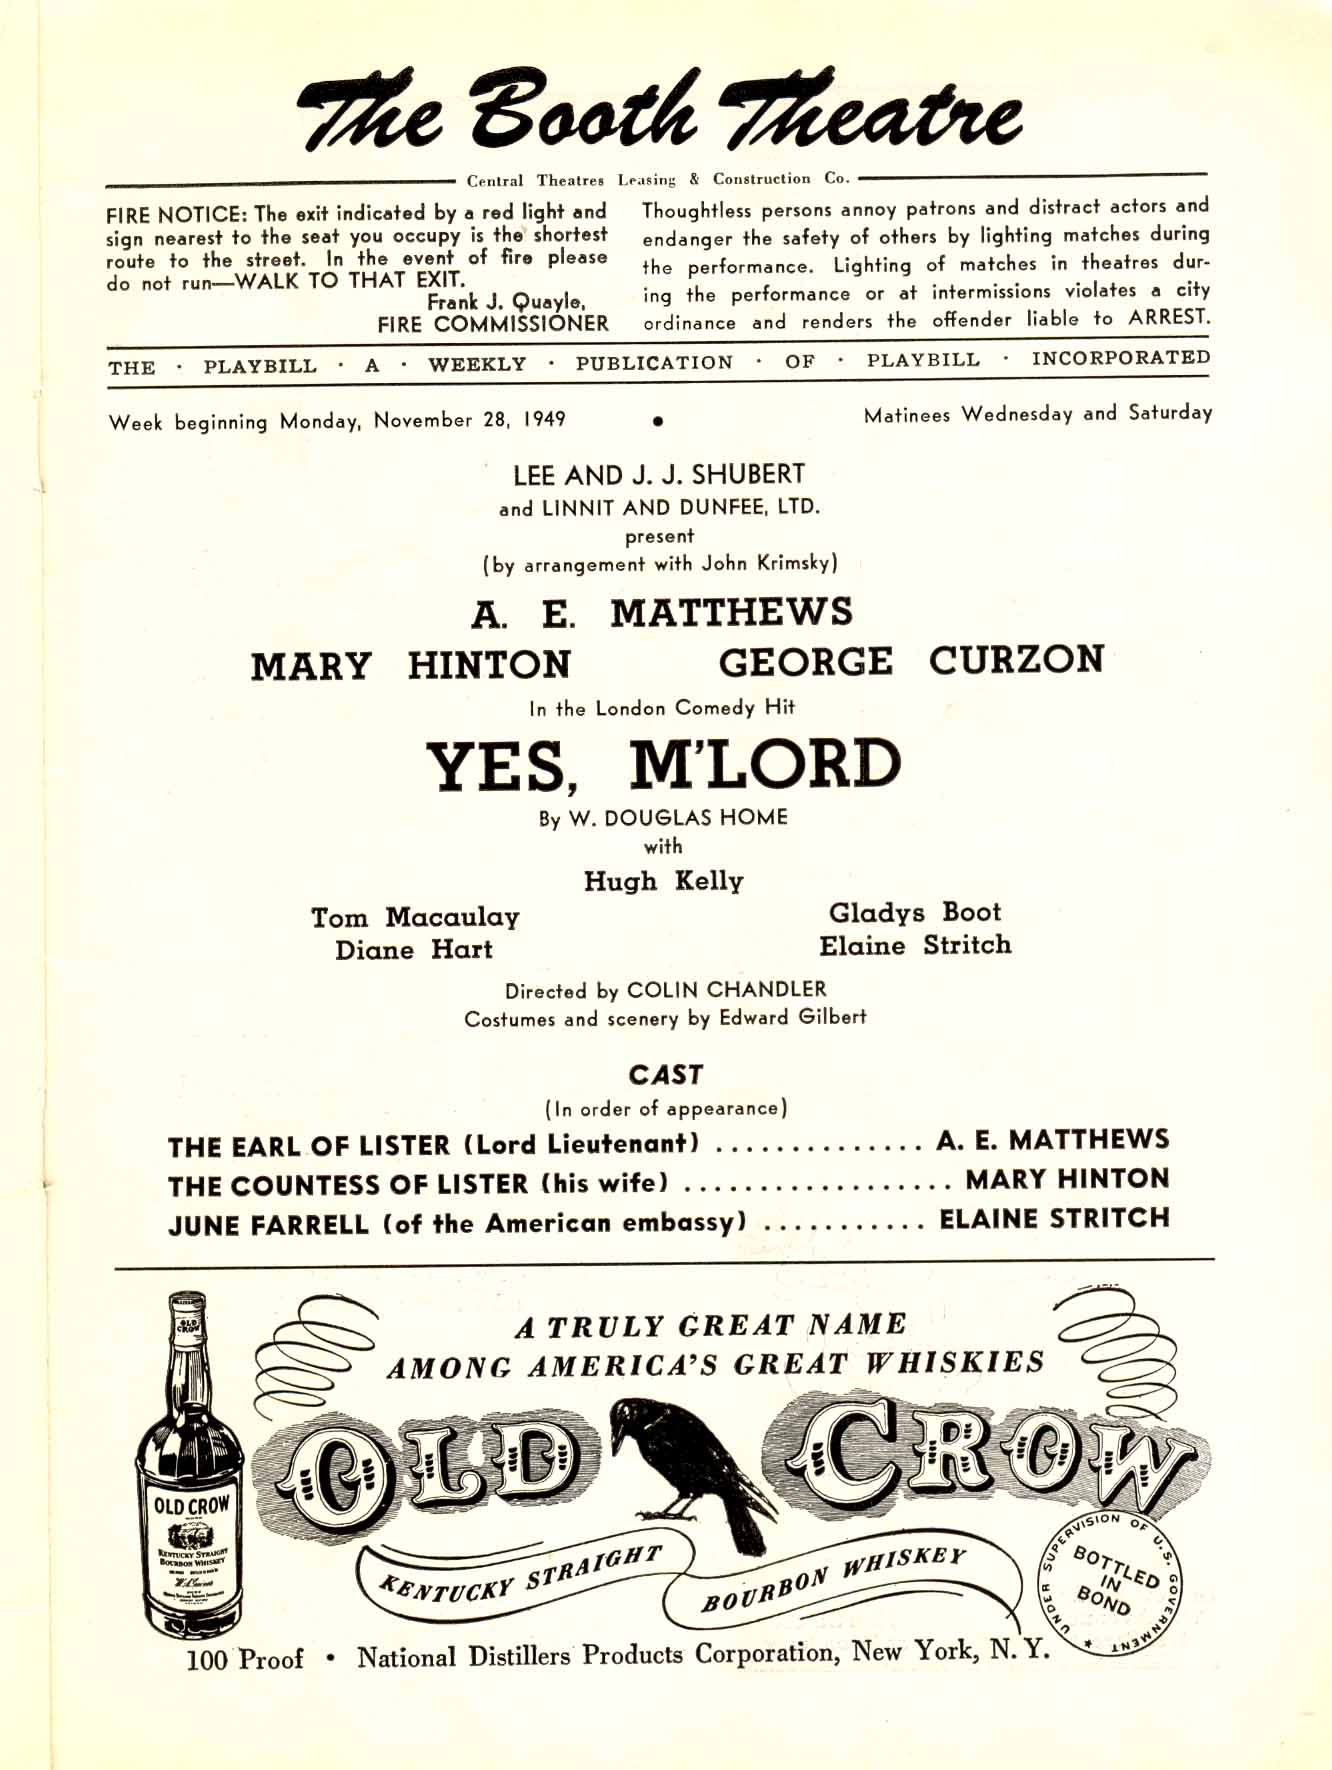 The Booth Theatre
Central Theatres Leasing & Construction Co.
FIRE NOTICE: The exit indicated by a red light and
sign nearest to the seat you occupy is the shortest
route to the street. In the event of fire please
do not run—WALK TO THAT EXIT.
Frank J. Quayle,
FIRE COMMISSIONER
Thoughtless persons annoy patrons and distract actors and
endanger the safety of others by lighting matches during
the performance. Lighting of matches in theatres dur-
ing the performance or at intermissions violates a city
ordinance and renders the offender liable to ARREST.
THE · PLAYBILL · A · WEEKLY · PUBLICATION · OF · PLAYBILL · INCORPORATED
Week beginning Monday, November 28, 1949 • Matinees Wednesday and Saturday
LEE AND J. J. SHUBERT
and LINNIT AND DUNFEE, LTD.
present
(by arrangement with John Krimsky)
A. E. MATTHEWS
MARY HINTON GEORGE CURZON
In the London Comedy Hit
YES, M'LORD
By W. DOUGLAS HOME
with
Hugh Kelly
Tom Macaulay Gladys Boot
Diane Hart Elaine Stritch
Directed by COLIN CHANDLER
Costumes and scenery by Edward Gilbert
CAST
(In order of appearance)
THE EARL OF LISTER (Lord Lieutenant) .............. A. E. MATTHEWS
THE COUNTESS OF LISTER (his wife) .................. MARY HINTON
JUNE FARRELL (of the American embassy) ........... ELAINE STRITCH
A TRULY GREAT NAME
AMONG AMERICA'S GREAT WHISKIES
OLD CROW
OLD
CROW
OLD CROW
KENTUCKY STRAIGHT
BOURBON WHISKEY
KENTUCKY STRAIGHT BOURBON WHISKEY
UNDER SUPERVISION OF U.S. GOVERNMENT ★
BOTTLED
IN
BOND
100 Proof • National Distillers Products Corporation, New York, N. Y.